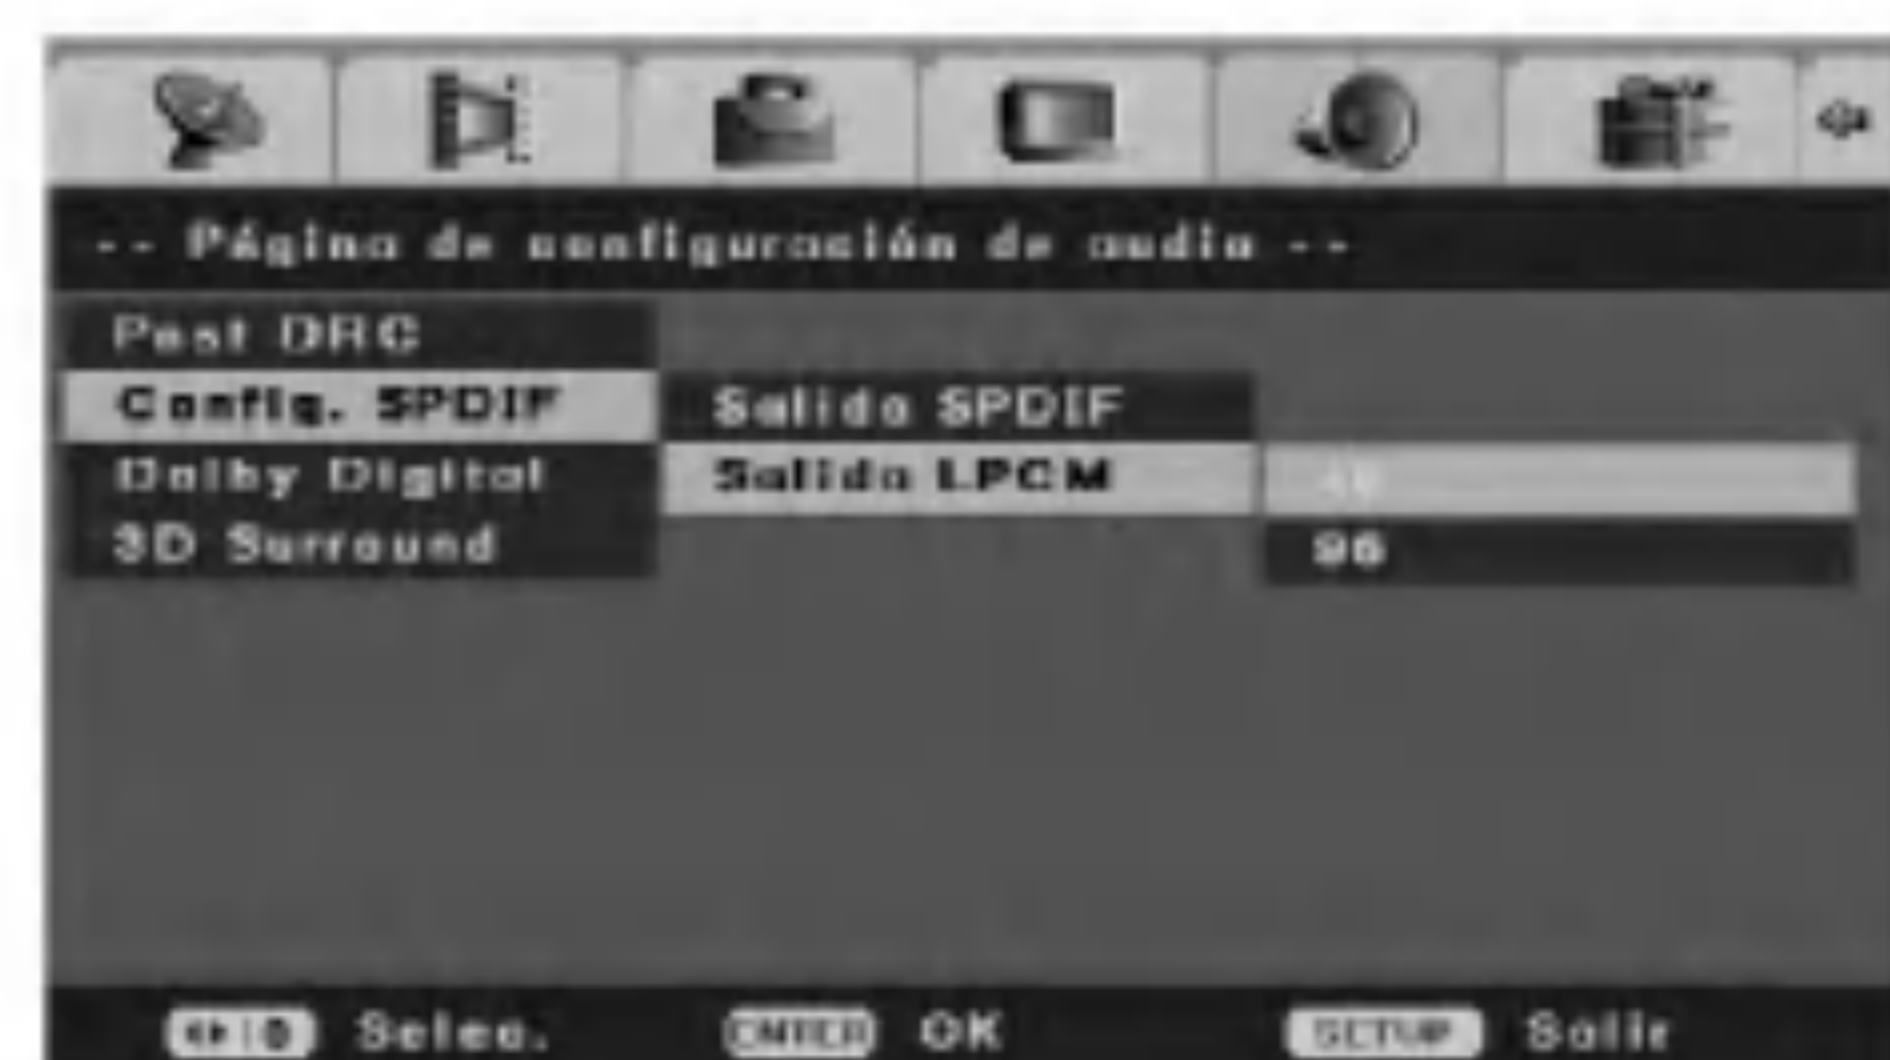 -- Página de configuración de audio --
Post DRC
Config. SPDIF
Salida SPDIF
Dolby Digital
Salida LPCM
3D Surround
96
Selec.
ENTER OK
SETUP Salir